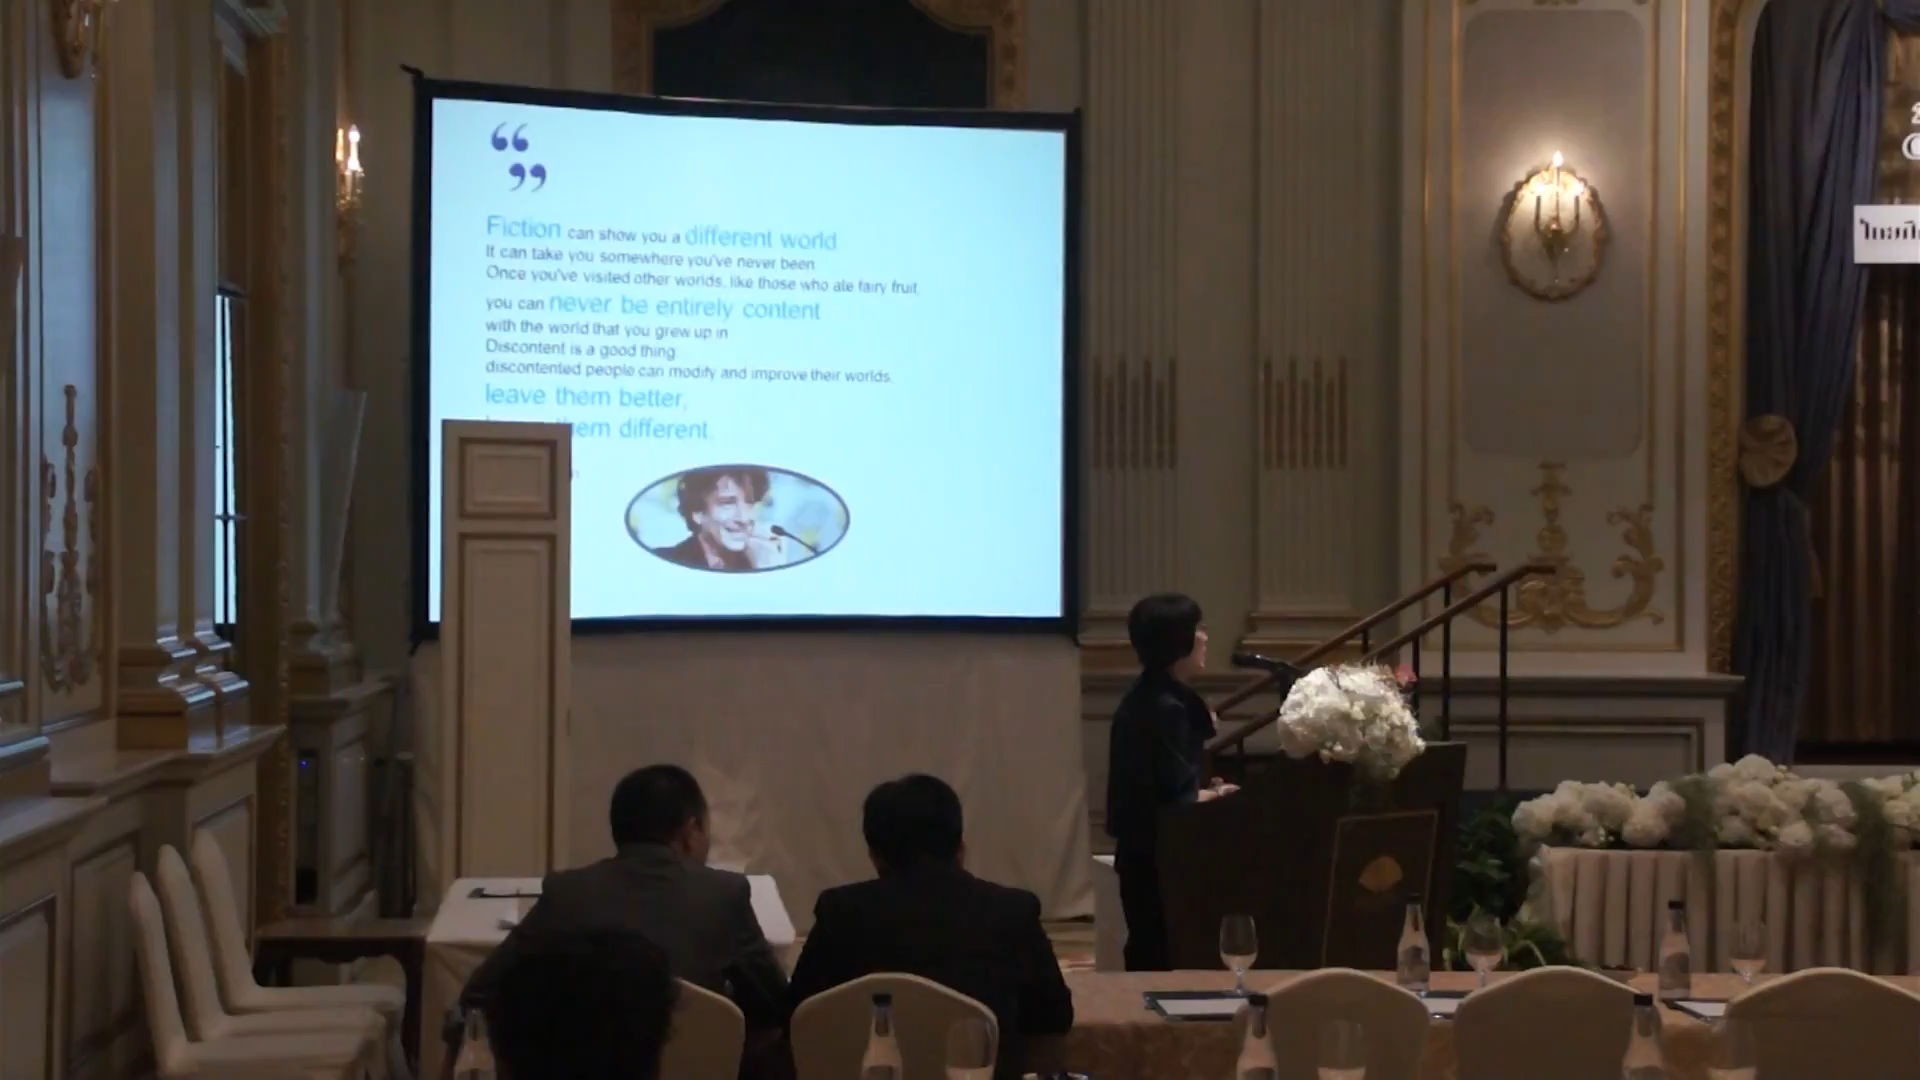 “
”
Fiction can show you a different world
It can take you somewhere you've never been
Once you've visited other worlds, like those who ate fairy fruit,
you can never be entirely content
with the world that you grew up in
Discontent is a good thing:
discontented people can modify and improve their worlds,
leave them better,
different.